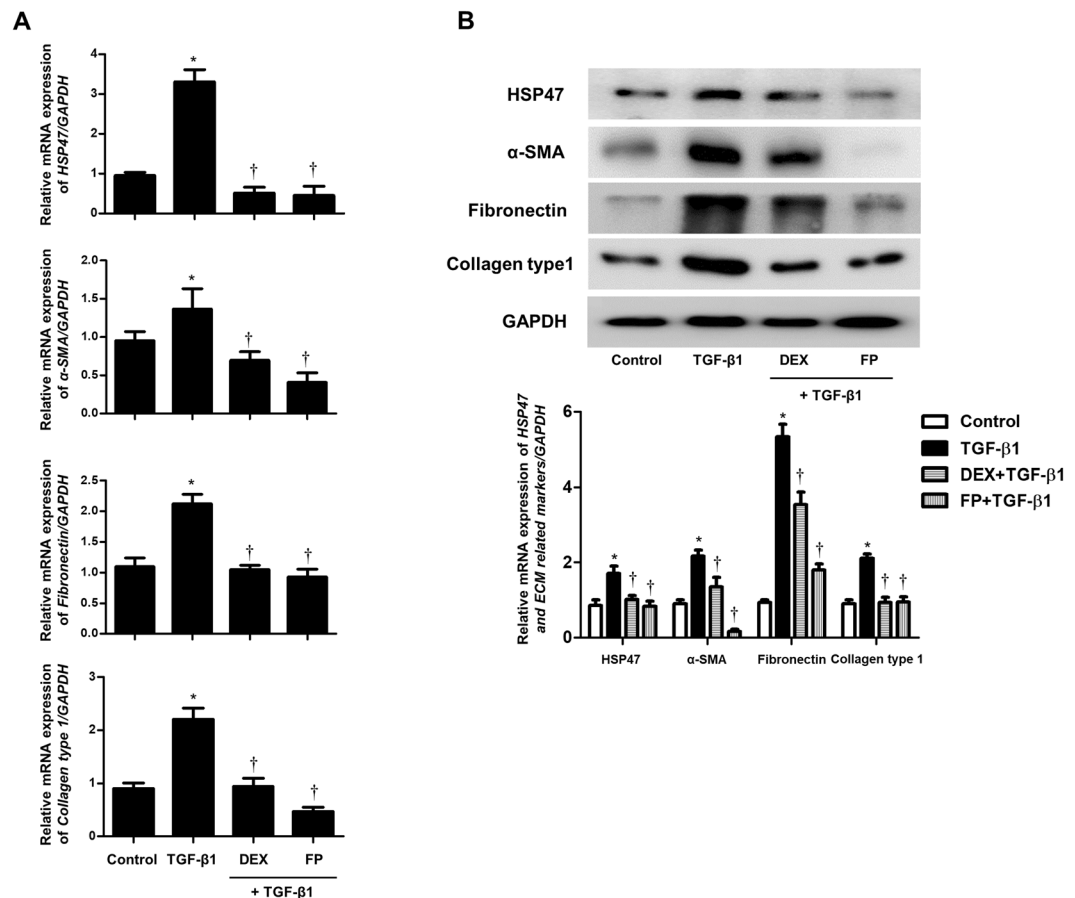 A
Relative mRNA expression
of HSP47/GAPDH
4
3
2
1
0
*
†
†
Relative mRNA expression
of α-SMA/GAPDH
2.0
1.5
1.0
0.5
0.0
*
†
†
Relative mRNA expression
of Fibronectin/GAPDH
2.5
2.0
1.5
1.0
0.5
0.0
*
†
†
Relative mRNA expression
of Collagen type 1/GAPDH
3
2
1
0
*
†
†
Control TGF-β1 DEX FP
+ TGF-β1
B
HSP47
α-SMA
Fibronectin
Collagen type1
GAPDH
Control TGF-β1 DEX FP
+ TGF-β1
Relative mRNA expression of HSP47
and ECM related markers/GAPDH
6
4
2
0
* † †
* † †
* † †
* † †
HSP47 α-SMA Fibronectin Collagen type 1
Control
TGF-β1
DEX+TGF-β1
FP+TGF-β1